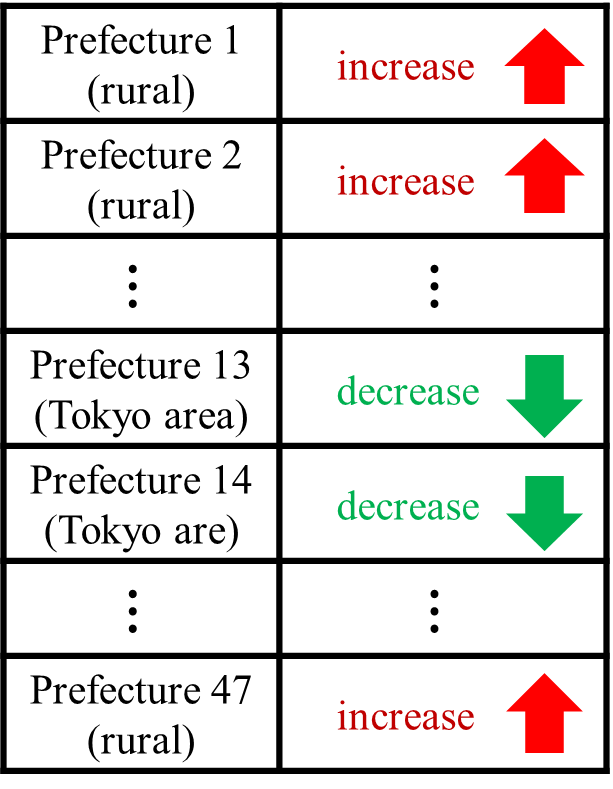 Prefecture 1
(rural)
increase
Prefecture 2
(rural)
increase
⋮
⋮
Prefecture 13
(Tokyo area)
decrease
Prefecture 14
(Tokyo are)
decrease
⋮
⋮
Prefecture 47
(rural)
increase